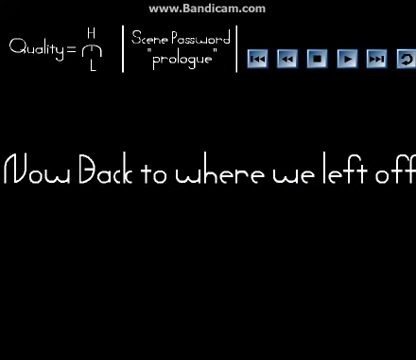 www.Bandicam.com
Quality= H
L
Scene Password
"prologue"
Now Back to where we left off